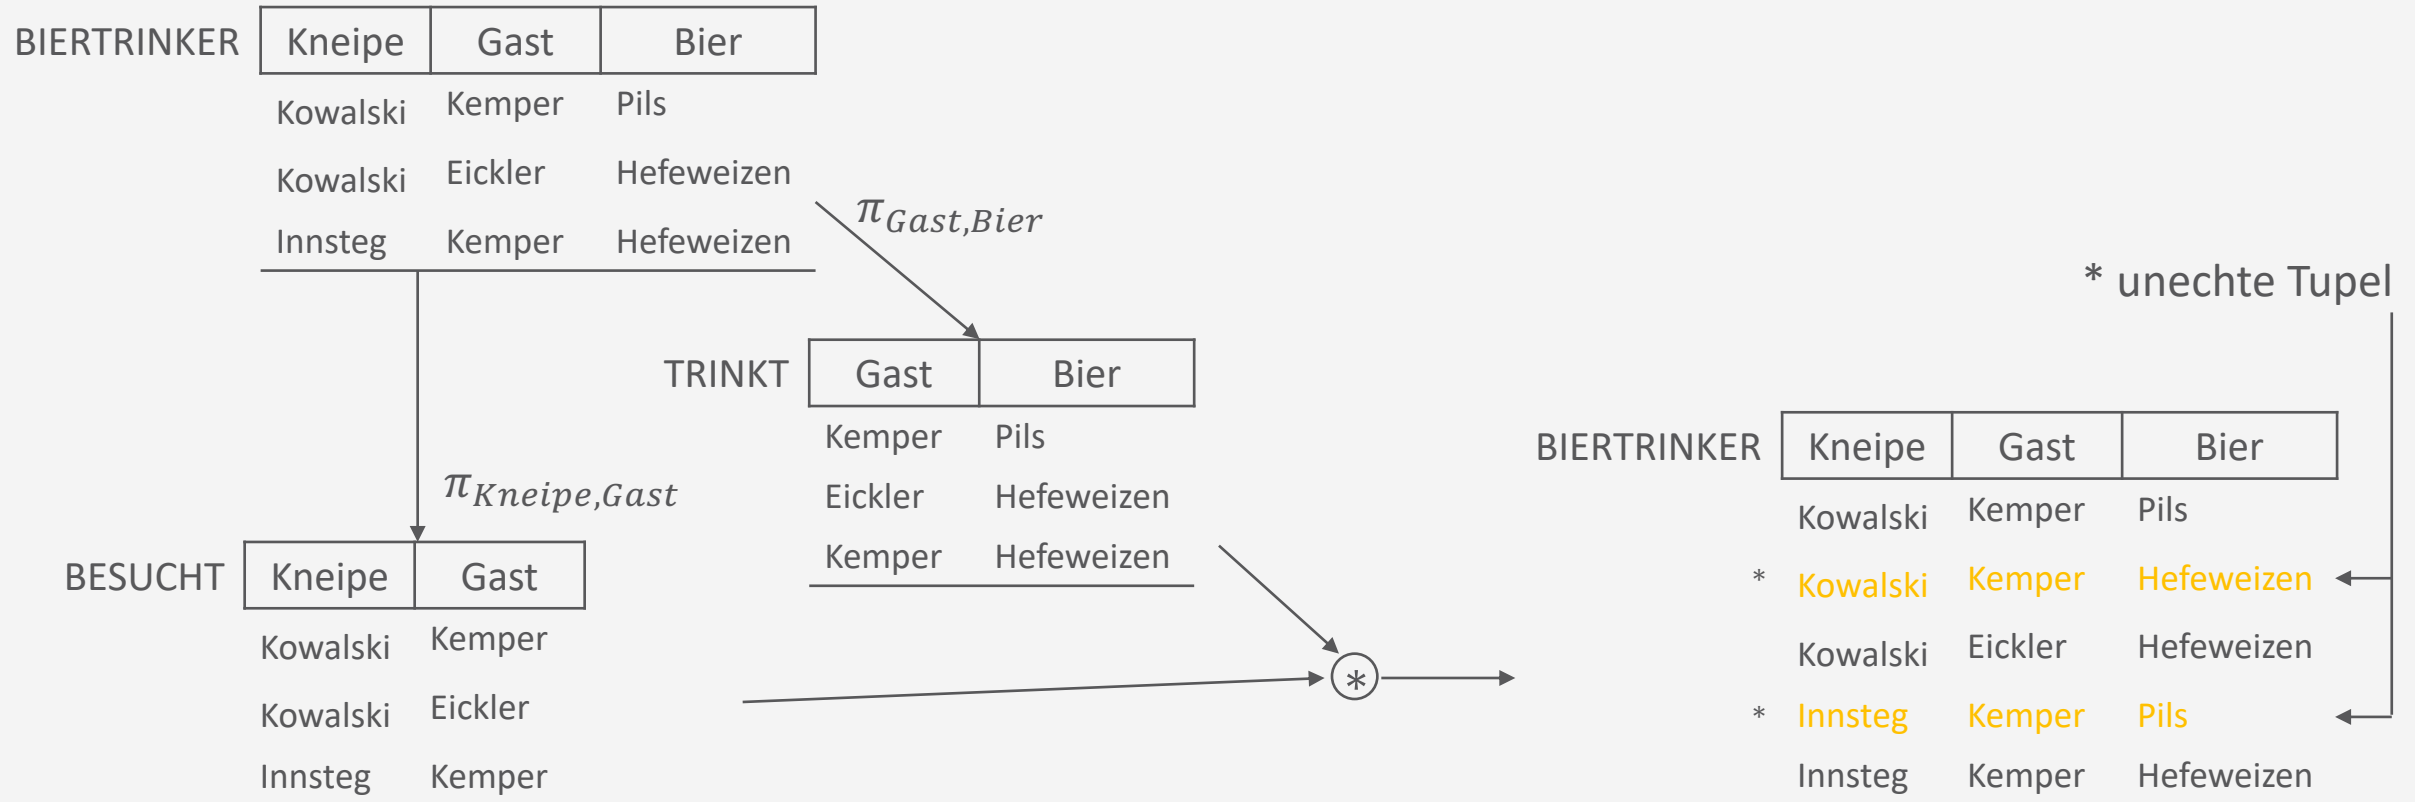 BIERTRINKER Kneipe Gast Bier
Kowalski Kemper Pils
Kowalski Eickler Hefeweizen
Innsteg Kemper Hefeweizen
π Gast,Bier
π Kneipe,Gast
TRINKT Gast Bier
Kemper Pils
Eickler Hefeweizen
Kemper Hefeweizen
BESUCHT Kneipe Gast
Kowalski Kemper
Kowalski Eickler
Innsteg Kemper
*
* unechte Tupel
BIERTRINKER Kneipe Gast Bier
Kowalski Kemper Pils
* Kowalski Kemper Hefeweizen
Kowalski Eickler Hefeweizen
* Innsteg Kemper Pils
Innsteg Kemper Hefeweizen